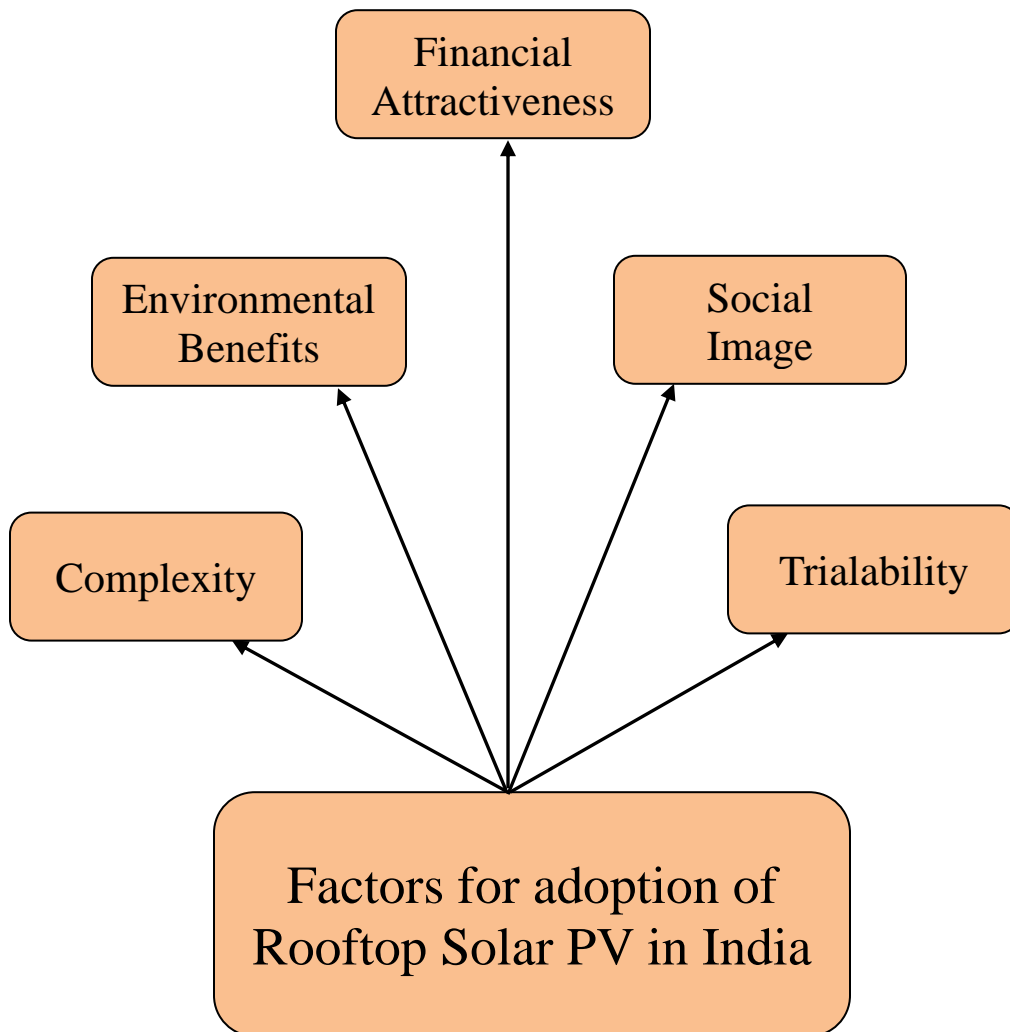 Financial
Attractiveness
Environmental
Benefits
Social
Image
Complexity
Trialability
Factors for adoption of
Rooftop Solar PV in India